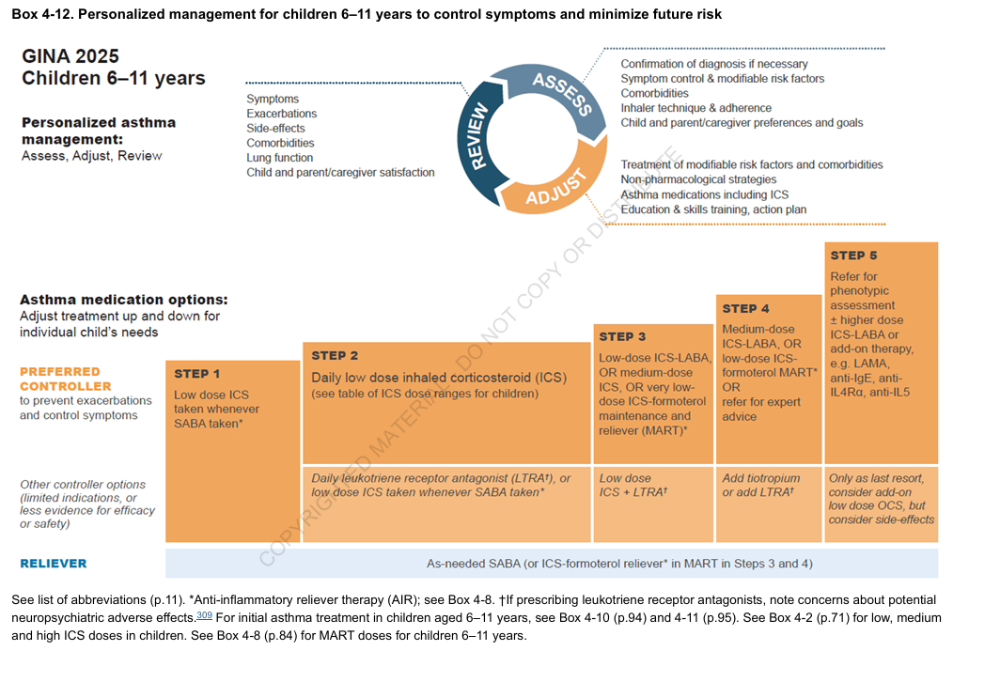 Box 4-12. Personalized management for children 6–11 years to control symptoms and minimize future risk
GINA 2025
Children 6–11 years
Personalized asthma
management:
Assess, Adjust, Review
Symptoms
Exacerbations
Side-effects
Comorbidities
Lung function
Child and parent/caregiver satisfaction
REVIEW
ASSESS
ADJUST
Confirmation of diagnosis if necessary
Symptom control & modifiable risk factors
Comorbidities
Inhaler technique & adherence
Child and parent/caregiver preferences and goals
Treatment of modifiable risk factors and comorbidities
Non-pharmacological strategies
Asthma medications including ICS
Education & skills training, action plan
Asthma medication options:
Adjust treatment up and down for
individual child's needs
PREFERRED
CONTROLLER
to prevent exacerbations
and control symptoms
STEP 1
Low dose ICS
taken whenever
SABA taken*
STEP 2
Daily low dose inhaled corticosteroid (ICS)
(see table of ICS dose ranges for children)
STEP 3
Low-dose ICS-LABA,
OR medium-dose
ICS, OR very low-
dose ICS-formoterol
maintenance and
reliever (MART)*
STEP 4
Medium-dose
ICS-LABA, OR
low-dose ICS-
formoterol MART*
OR
refer for expert
advice
STEP 5
Refer for
phenotypic
assessment
± higher dose
ICS-LABA or
add-on therapy,
e.g. LAMA,
anti-IgE, anti-
IL4Rα, anti-IL5
Other controller options
(limited indications, or
less evidence for efficacy
or safety)
Daily leukotriene receptor antagonist (LTRA†), or
low dose ICS taken whenever SABA taken*
Low dose
ICS + LTRA†
Add tiotropium
or add LTRA†
Only as last resort,
consider add-on
low dose OCS, but
consider side-effects
RELIEVER
As-needed SABA (or ICS-formoterol reliever* in MART in Steps 3 and 4)
COPYRIGHTED MATERIAL - DO NOT COPY OR DISTRIBUTE
See list of abbreviations (p.11). *Anti-inflammatory reliever therapy (AIR); see Box 4-8. †If prescribing leukotriene receptor antagonists, note concerns about potential
neuropsychiatric adverse effects.309 For initial asthma treatment in children aged 6–11 years, see Box 4-10 (p.94) and 4-11 (p.95). See Box 4-2 (p.71) for low, medium
and high ICS doses in children. See Box 4-8 (p.84) for MART doses for children 6–11 years.